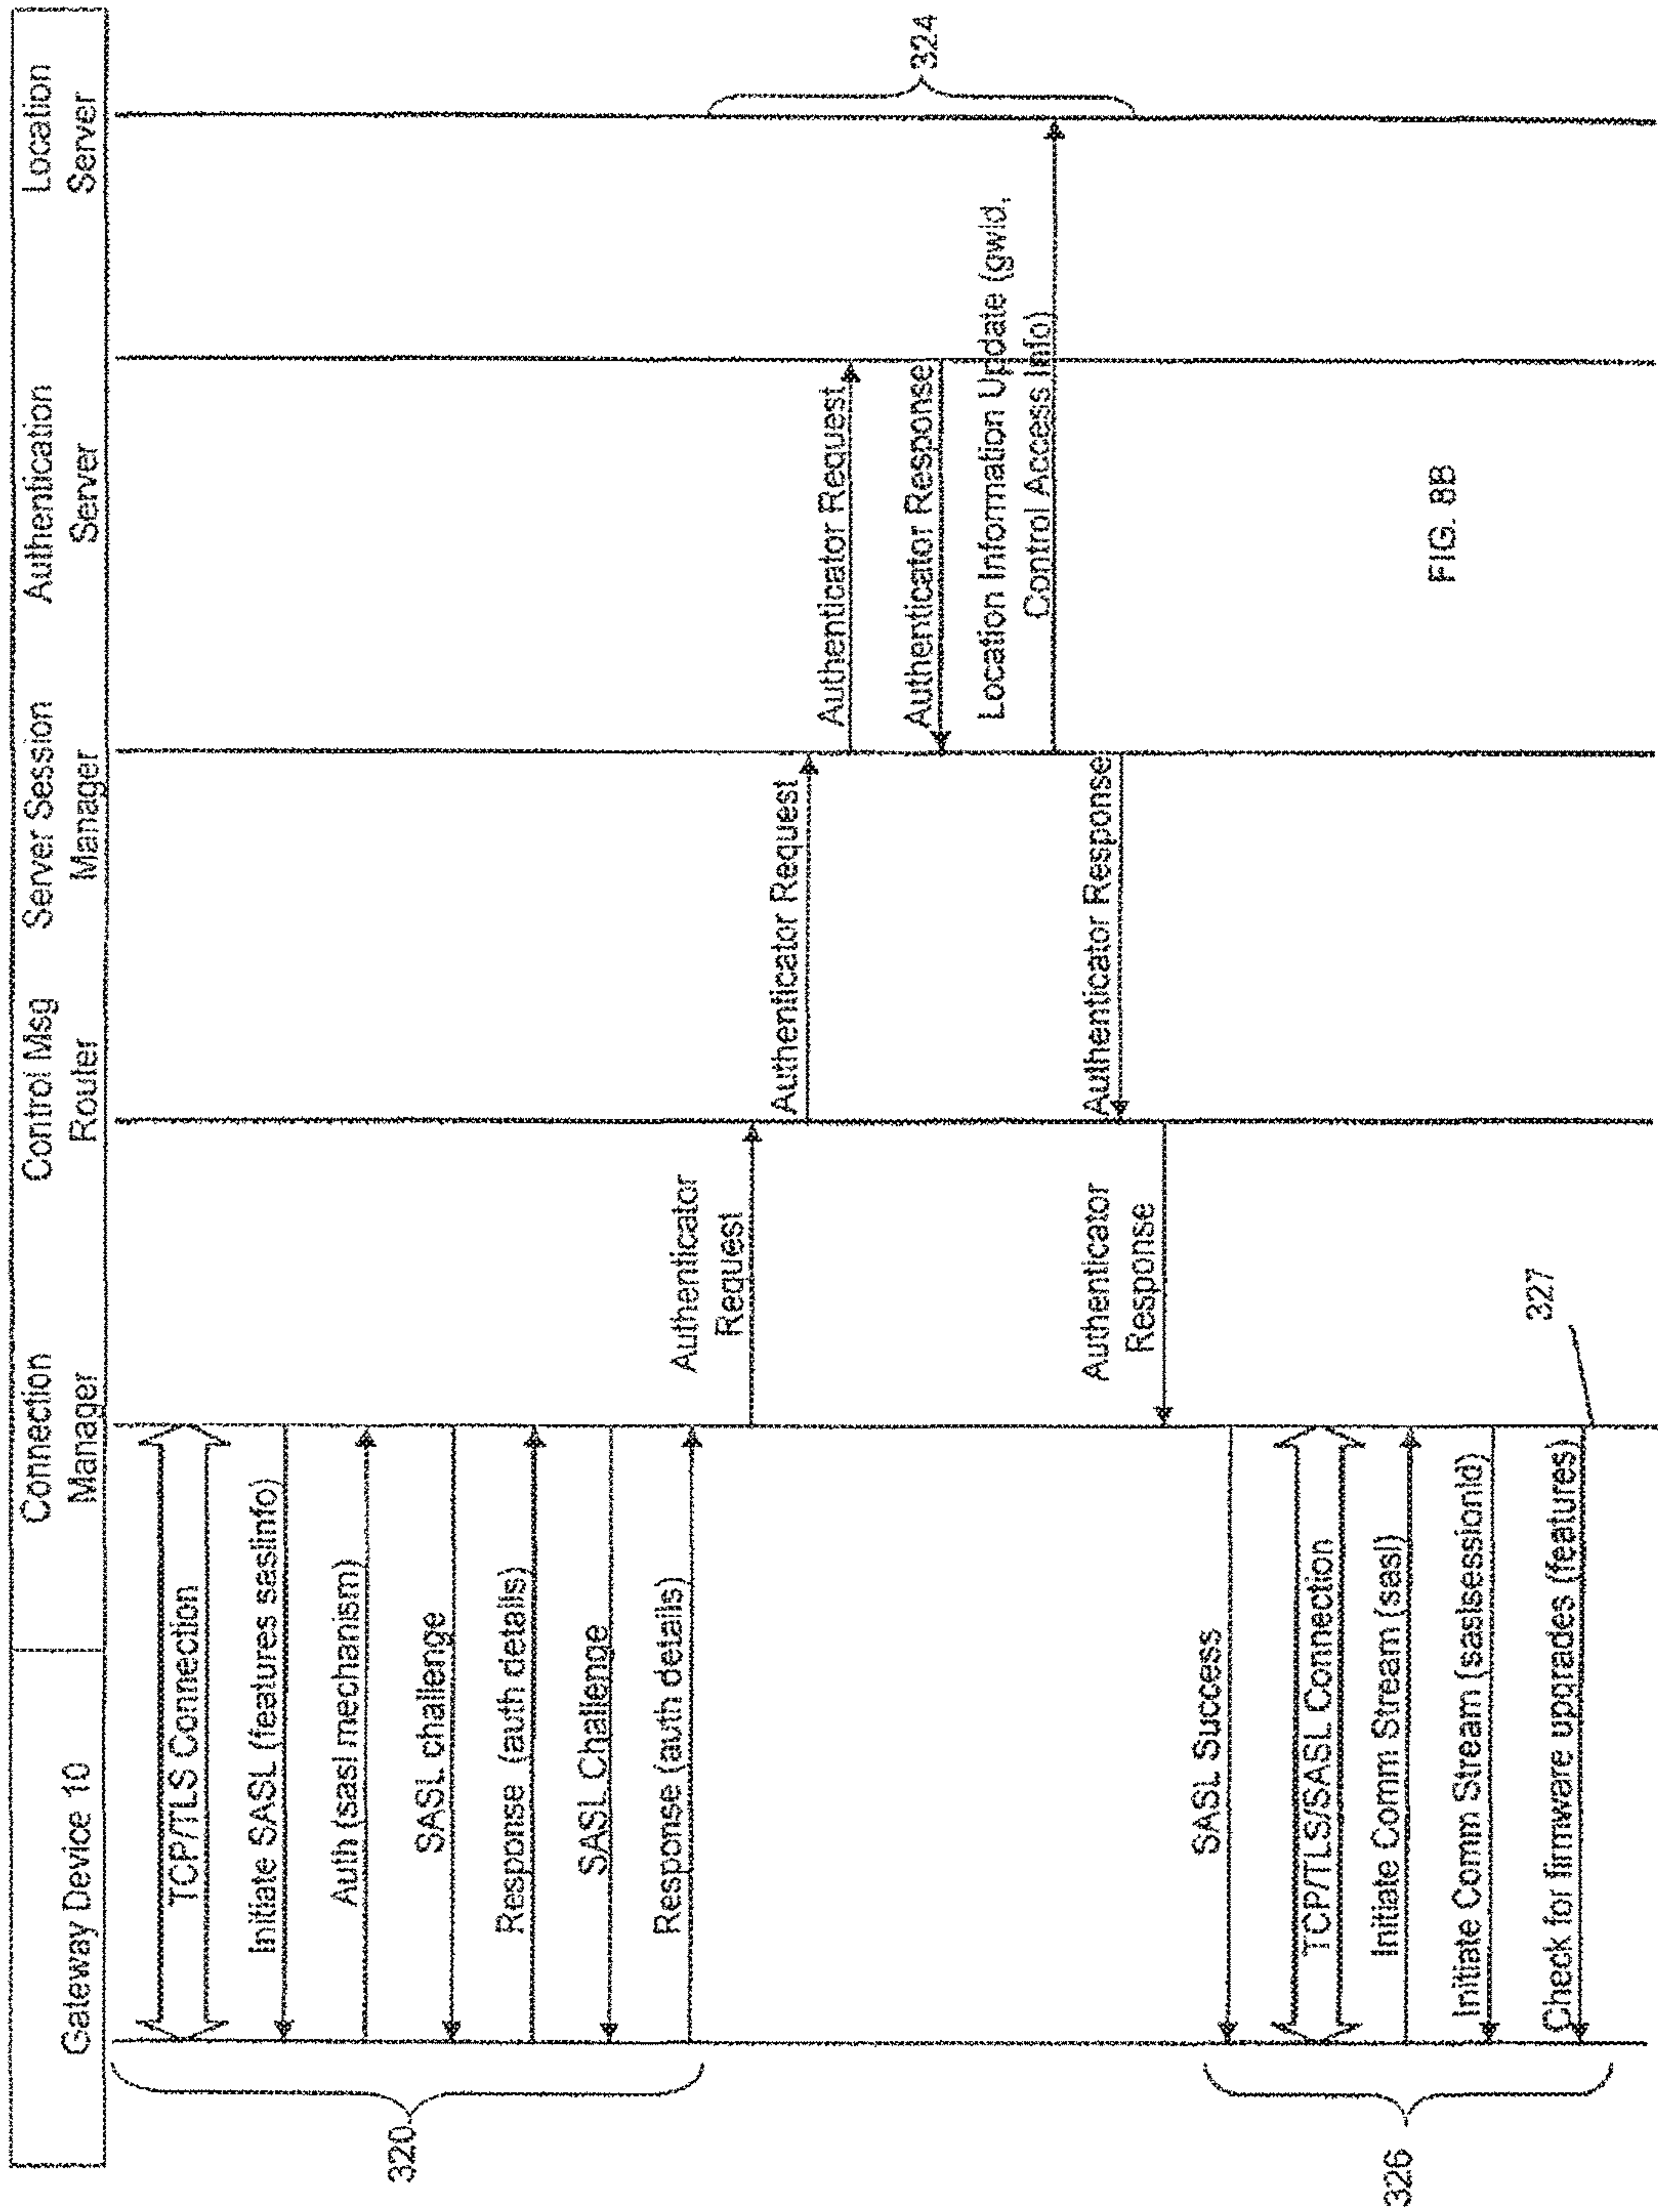 Gateway Device 10
Connection
Manager
Control Msg
Router
Server Session
Manager
Authentication
Server
Location
Server
TCP/TLS Connection
Initiate SASL (features saslinfo)
Auth (sasl mechanism)
SASL challenge
Response (auth details)
SASL Challenge
Response (auth details)
320
Authenticator
Request
Authenticator Request
Authenticator Request
Authenticator Response
Location Information Update (gwId,
Control Access Info)
324
Authenticator Response
Authenticator
Response
SASL Success
TCP/TLS/SASL Connection
Initiate Comm Stream (sasl)
Initiate Comm Stream (saslsessionId)
Check for firmware upgrades (features)
326
327
FIG. 8B